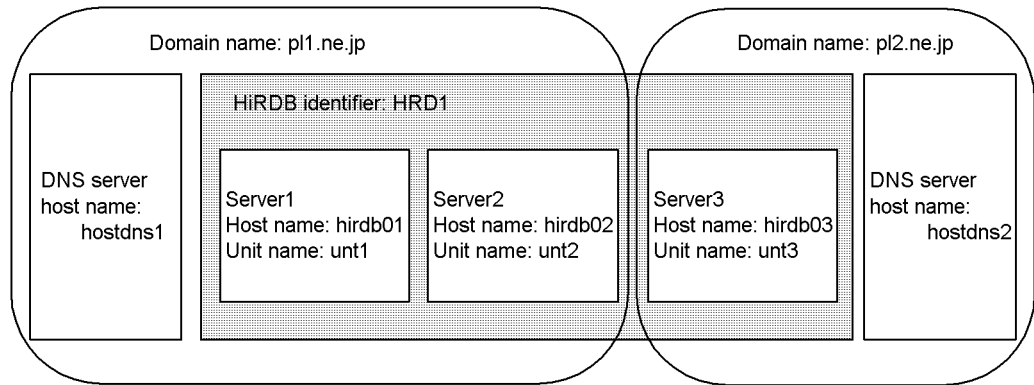 Domain name: pl1.ne.jp
Domain name: pl2.ne.jp
HiRDB identifier: HRD1
DNS server
host name:
hostdns1
Server1
Host name: hirdb01
Unit name: unt1
Server2
Host name: hirdb02
Unit name: unt2
Server3
Host name: hirdb03
Unit name: unt3
DNS server
host name:
hostdns2